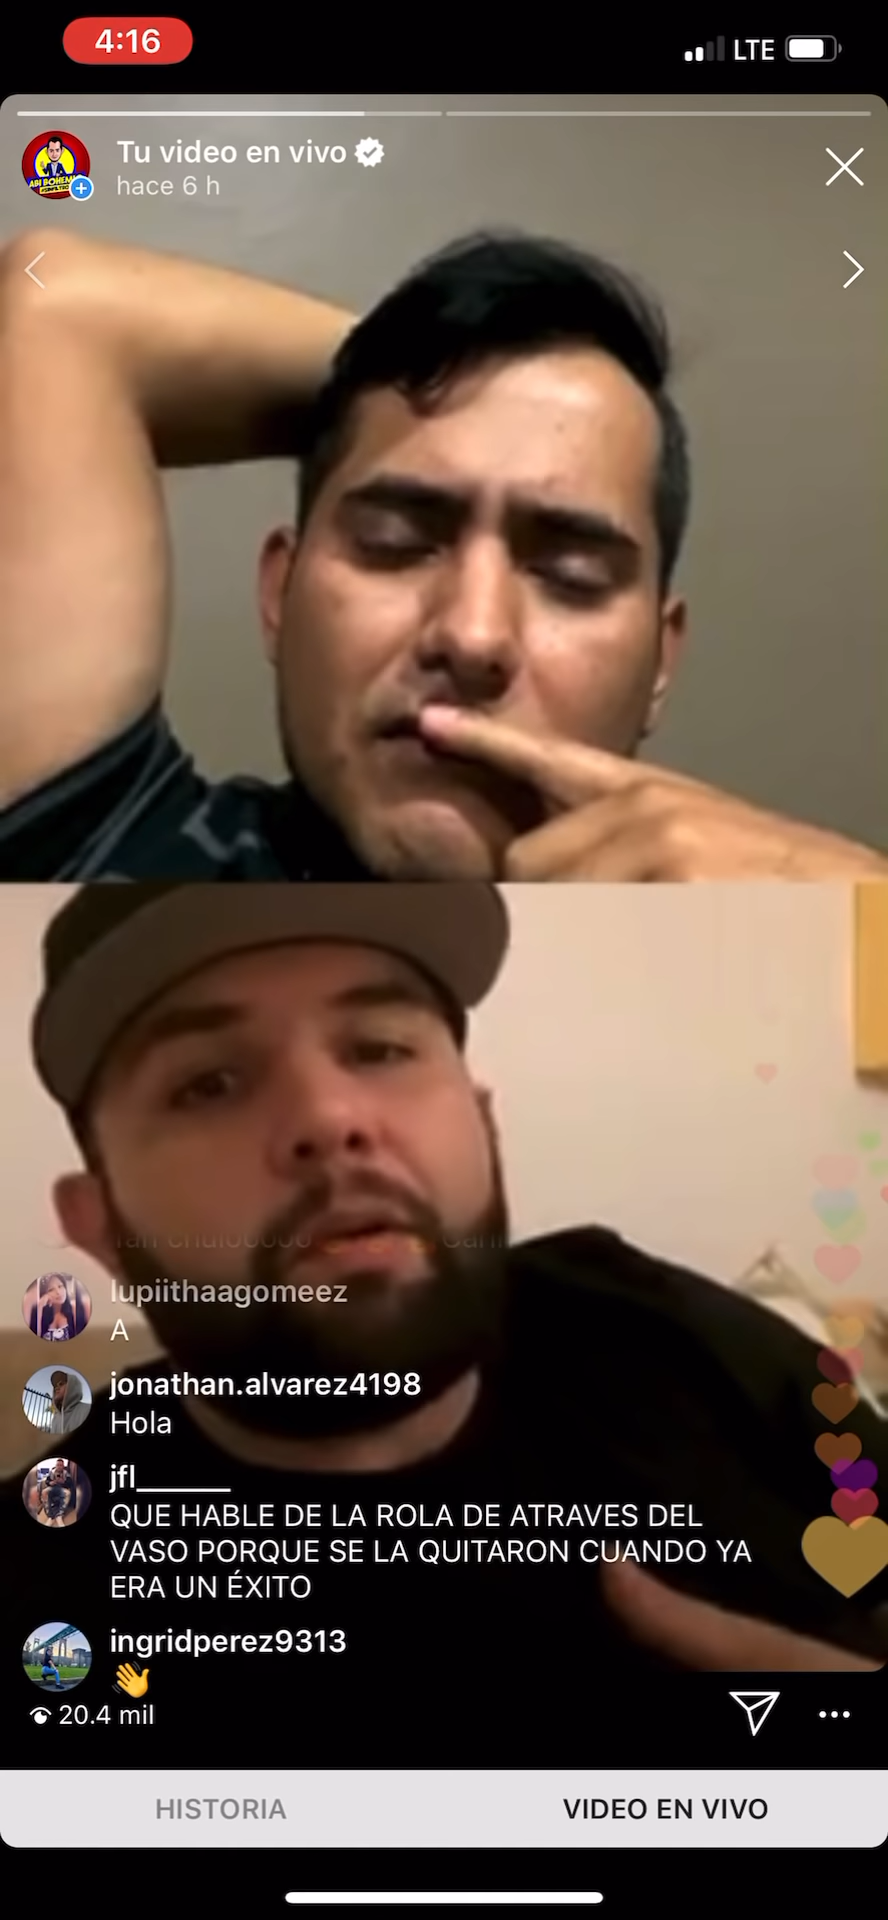 4:16
LTE
Tu video en vivo
hace 6 h
ABI BOHEMI
lupiithaagomeez
A
jonathan.alvarez4198
Hola
jfl______
QUE HABLE DE LA ROLA DE ATRAVES DEL
VASO PORQUE SE LA QUITARON CUANDO YA
ERA UN ÉXITO
ingridperez9313
👋
20.4 mil
HISTORIA
VIDEO EN VIVO